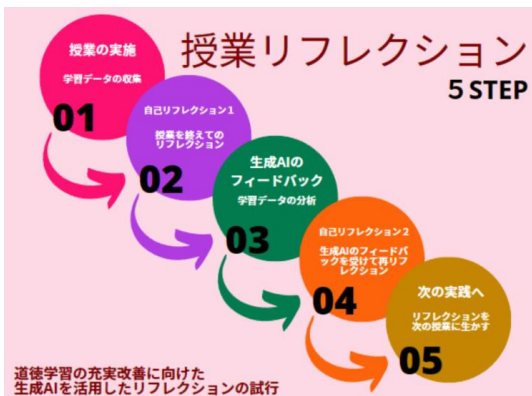 授業リフレクション
5 STEP
授業の実施
学習データの収集
01
自己リフレクション1
授業を終えての
リフレクション
02
生成AIの
フィードバック
学習データの分析
03
自己リフレクション2
生成AIのフィードバ
ックを受けて再リフ
レクション
04
次の実践へ
リフレクションを
次の授業に生かす
05
道徳学習の充実改善に向けた
生成AIを活用したリフレクションの試行